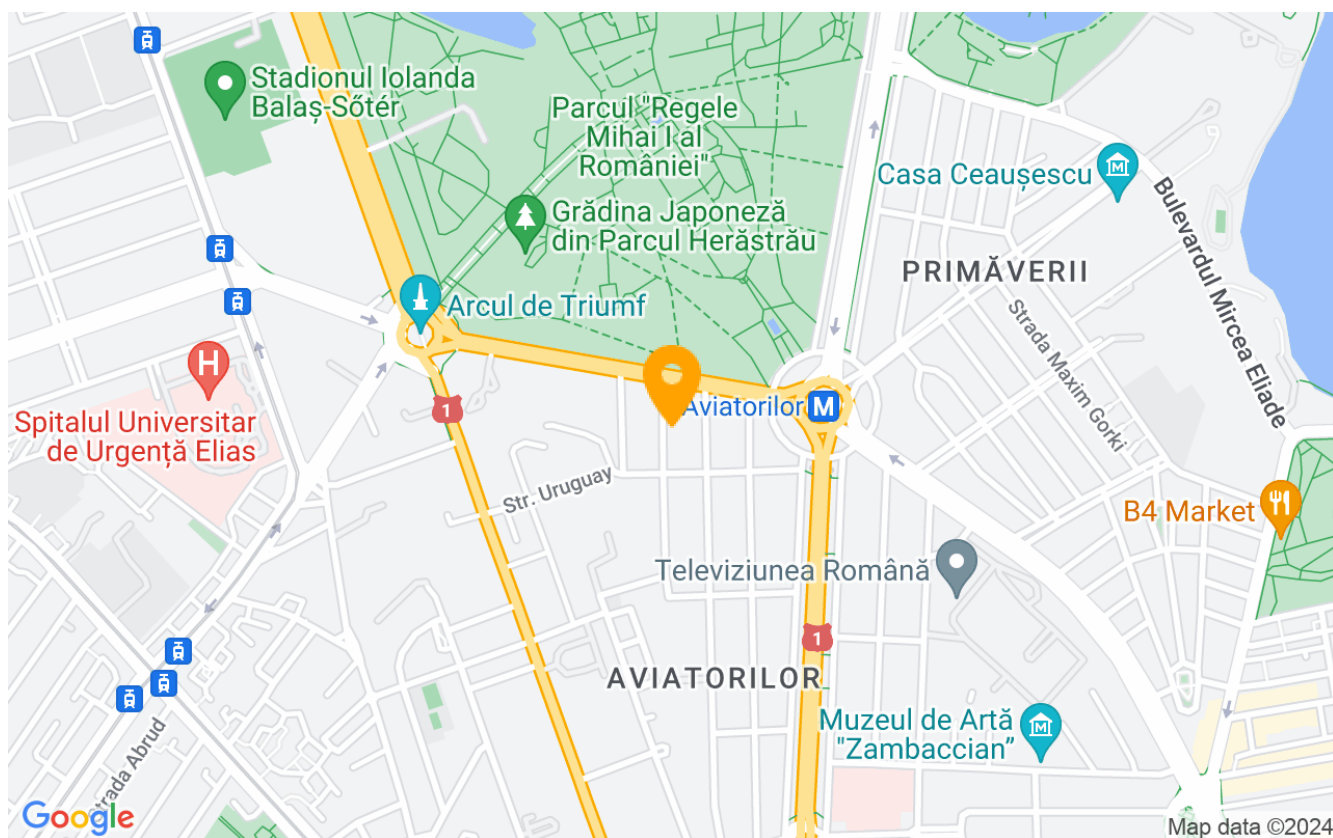 Stadionul Iolanda
Balaș-Sőtér
Parcul "Regele
Mihai I al
României"
Casa Ceaușescu
M
Grădina Japoneză
din Parcul Herăstrău
PRIMĂVERII
Bulevardul Mircea Eliade
Arcul de Triumf
Strada Maxim Gorki
H
Spitalul Universitar
de Urgență Elias
1
Aviatorilor
M
Str. Uruguay
B4 Market
Televiziunea Română
1
AVIATORILOR
Muzeul de Artă
"Zambaccian”
M
Strada Abrud
Google
Map data ©2024